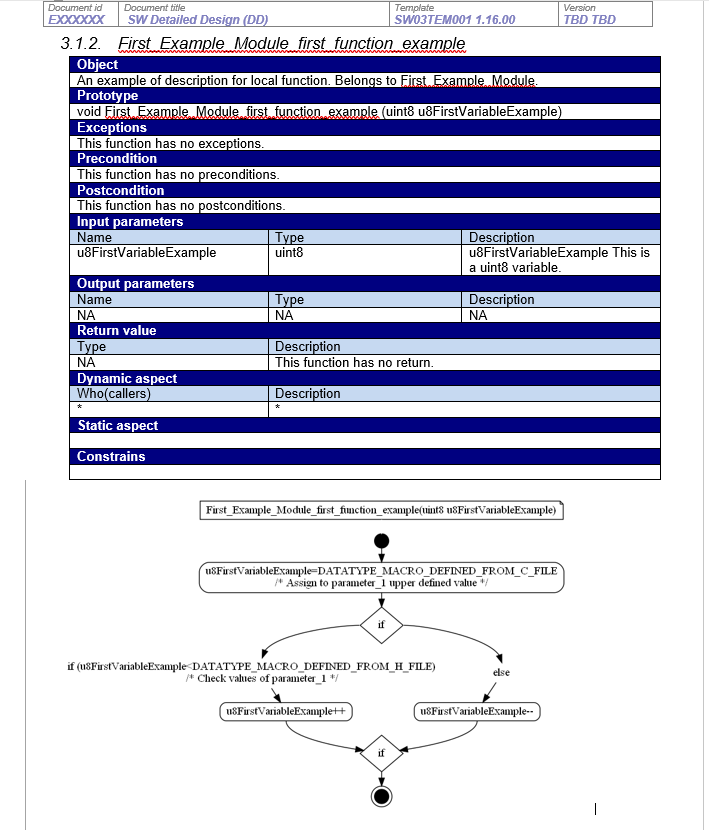 Document id Document title Template Version
EXXXXXX SW Detailed Design (DD) SW03TEM001 1.16.00 TBD TBD
3.1.2. First_Example_Module_first_function_example
Object
An example of description for local function. Belongs to First_Example_Module.
Prototype
void First_Example_Module_first_function_example (uint8 u8FirstVariableExample)
Exceptions
This function has no exceptions.
Precondition
This function has no preconditions.
Postcondition
This function has no postconditions.
Input parameters
Name Type Description
u8FirstVariableExample uint8 u8FirstVariableExample This is
a uint8 variable.
Output parameters
Name Type Description
NA NA NA
Return value
Type Description
NA This function has no return.
Dynamic aspect
Who(callers) Description
* *
Static aspect
Constrains
First_Example_Module_first_function_example(uint8 u8FirstVariableExample)
u8FirstVariableExample=DATATYPE_MACRO_DEFINED_FROM_C_FILE
/* Assign to parameter_1 upper defined value */
if
if (u8FirstVariableExample<DATATYPE_MACRO_DEFINED_FROM_H_FILE)
/* Check values of parameter_1 */
else
u8FirstVariableExample++ u8FirstVariableExample--
if